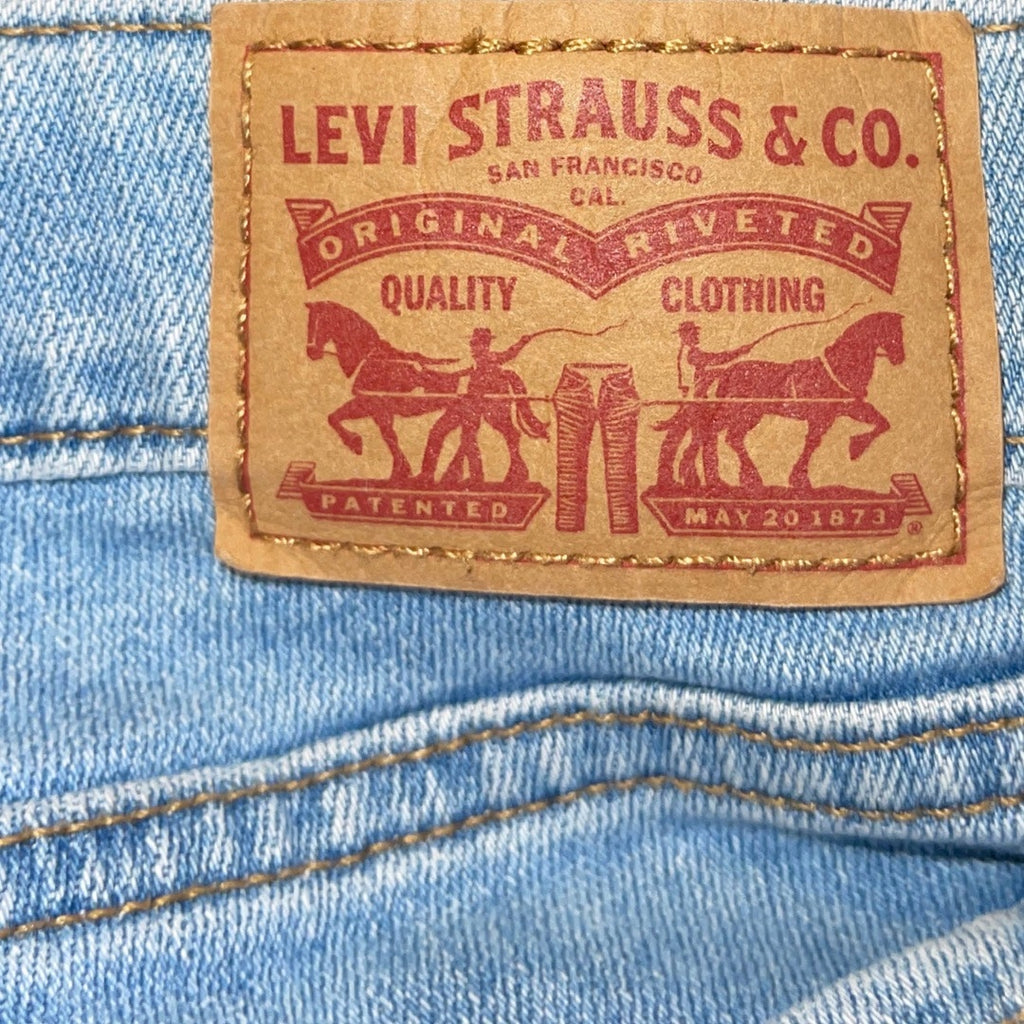 LEVI STRAUSS & CO.
SAN FRANCISCO
CAL.
ORIGINAL RIVETED
QUALITY CLOTHING
PATENTED MAY 20 1873 ®